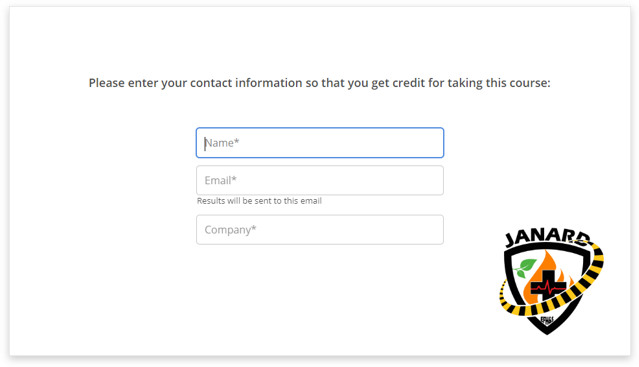 Please enter your contact information so that you get credit for taking this course:
Name*
Email*
Results will be sent to this email
Company*
JANARD